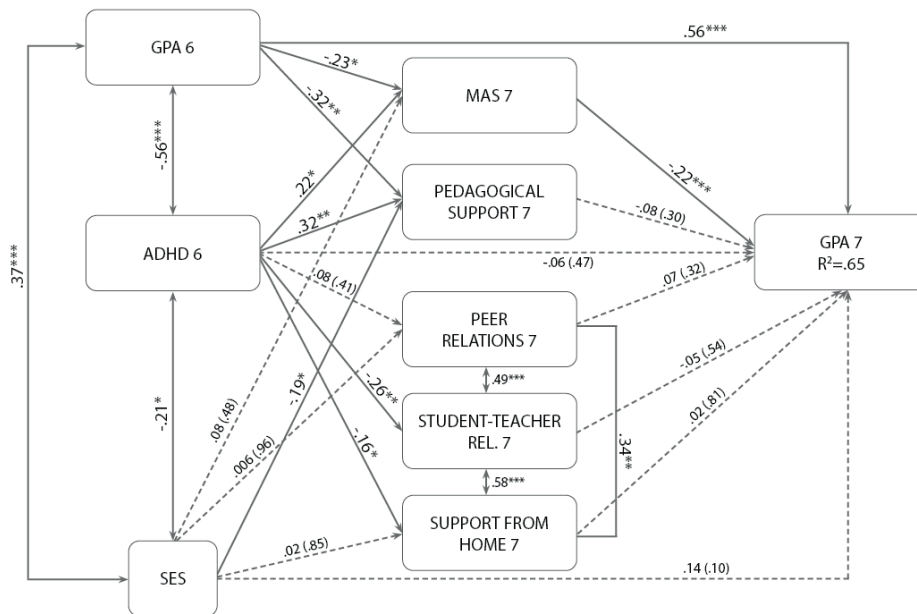 GPA 6
.56***
-.23*
-.32**
MAS 7
-.56***
.22*
-.22***
PEDAGOGICAL
SUPPORT 7
-.08 (.30)
.32**
ADHD 6
-.06 (.47)
GPA 7
R²=.65
.37***
.08 (.41)
.07 (.32)
PEER
RELATIONS 7
-.26**
.49***
-.05 (.54)
-.19*
-.16*
STUDENT-TEACHER
REL. 7
.02 (.81)
.34**
-.21*
.08 (.48)
.006 (.96)
.58***
SUPPORT FROM
HOME 7
.02 (.85)
SES
.14 (.10)